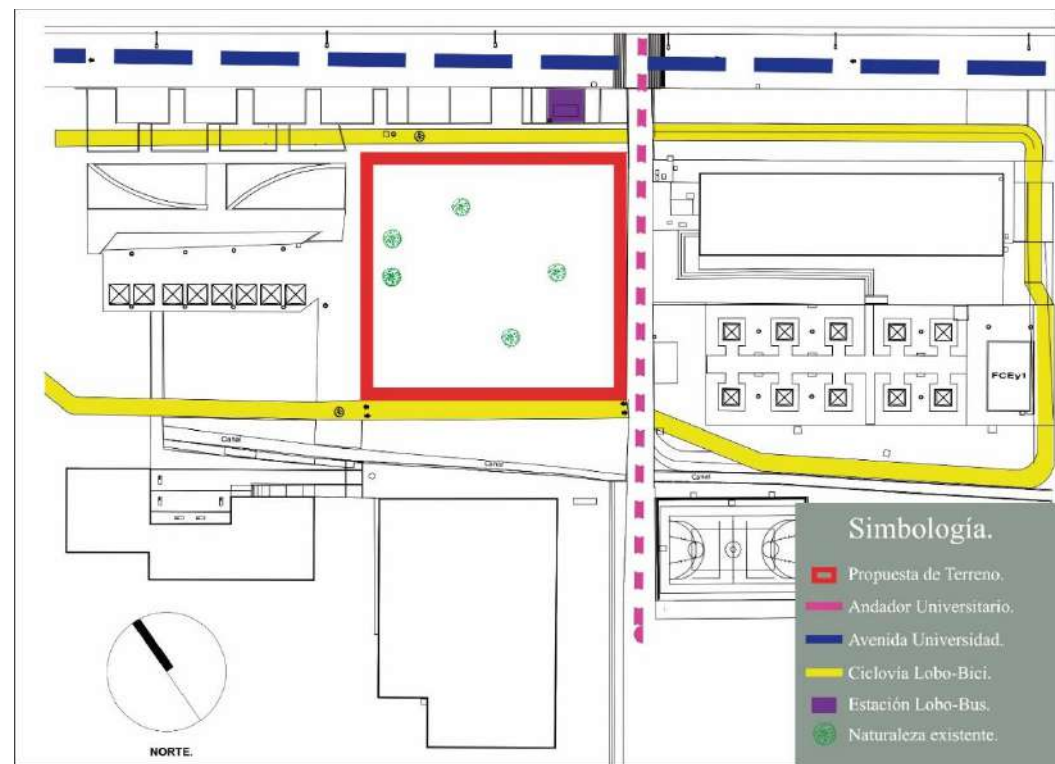 FCEy1
Canal
Canal
Canal
Simbología.
Propuesta de Terreno.
Andador Universitario.
Avenida Universidad.
Ciclovía Lobo-Bici.
Estación Lobo-Bus.
Naturaleza existente.
NORTE.